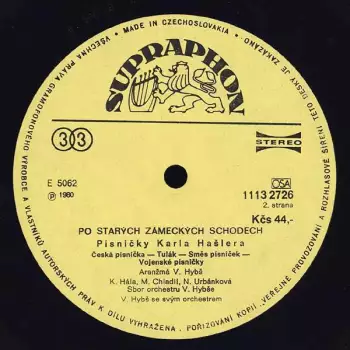 VŠECHNA PRÁVA GRAMOFONOVÉHO VÝROBCE A VLASTNÍKŮ AUTORSKÝCH PRÁV K DÍLU VYHRAZENA. POŘIZOVÁNÍ KOPIÍ, VEŘEJNÉ PROVOZOVÁNÍ A ROZHLASOVÉ ŠÍŘENÍ TÉTO DESKY JE ZAKÁZÁNO
• MADE IN CZECHOSLOVAKIA •
SUPRAPHON
33
STEREO
E 5062
OSA
1113 2726
℗ 1980
2. strana
Kčs 44,-
PO STARÝCH ZÁMECKÝCH SCHODECH
Písničky Karla Hašlera
Česká písnička — Tulák — Směs písniček —
Vojenské písničky
Aranžmá V. Hybš
K. Hála, M. Chladil, N. Urbánková
Sbor orchestru V. Hybše
V. Hybš se svým orchestrem